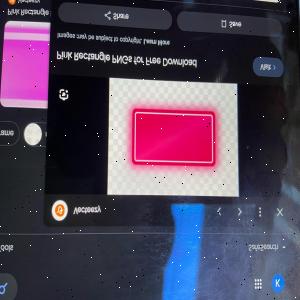 K
SafeSearch
Vecteezy
Pink Rectangle PNGs for Free Download
Visit >
Images may be subject to copyright. Learn More
Share
Save
Vecteezy
Pink Rectangle